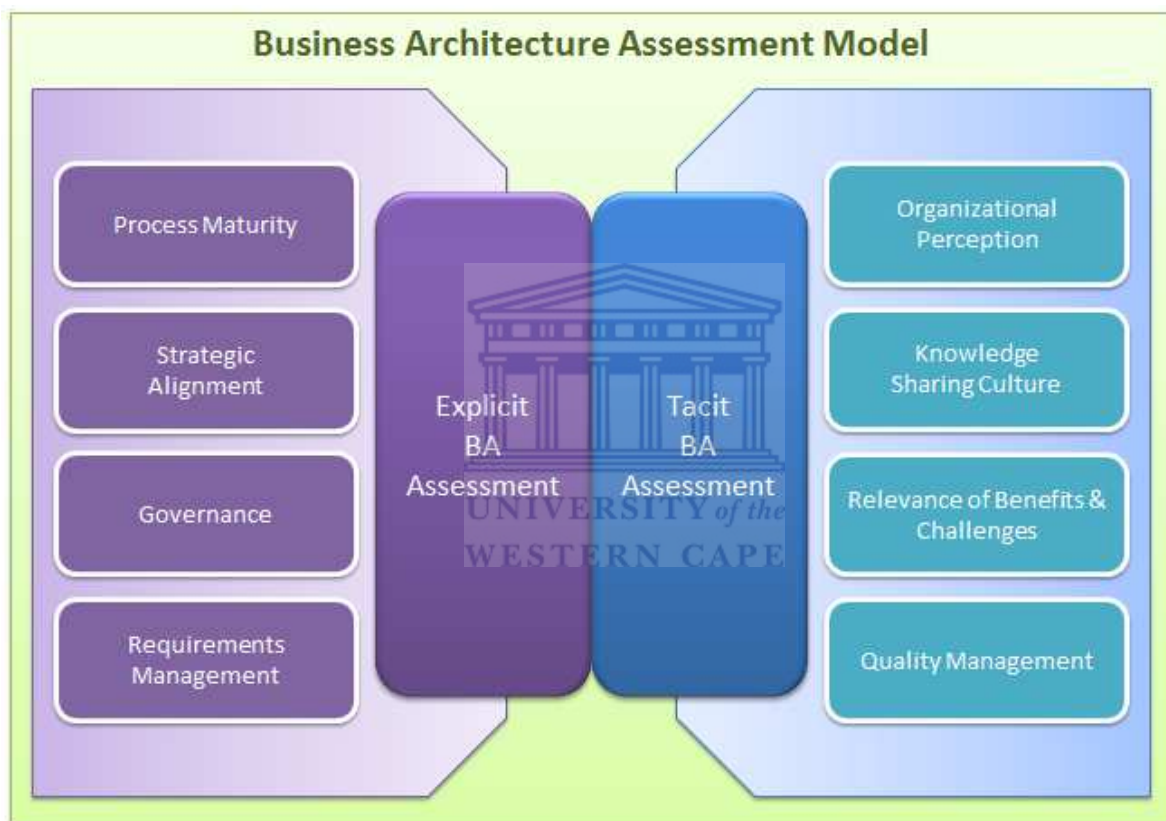 Business Architecture Assessment Model
Process Maturity
Strategic
Alignment
Governance
Requirements
Management
Explicit
BA
Assessment
Tacit
BA
Assessment
UNIVERSITY of the
WESTERN CAPE
Organizational
Perception
Knowledge
Sharing Culture
Relevance of Benefits &
Challenges
Quality Management